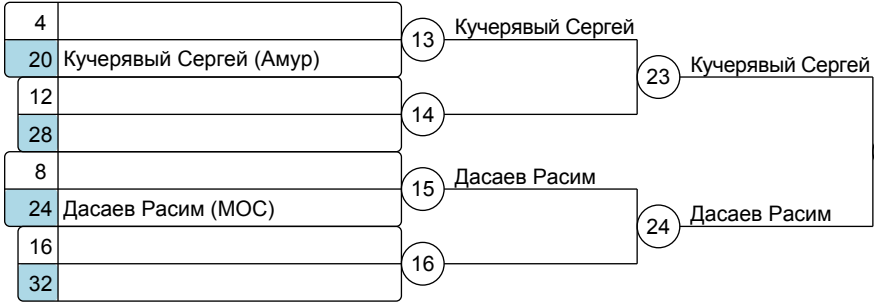 4
13 Кучерявый Сергей
20 Кучерявый Сергей (Амур)
23 Кучерявый Сергей
12
14
28
8
15 Дасаев Расим
24 Дасаев Расим (МОС)
24 Дасаев Расим
16
16
32